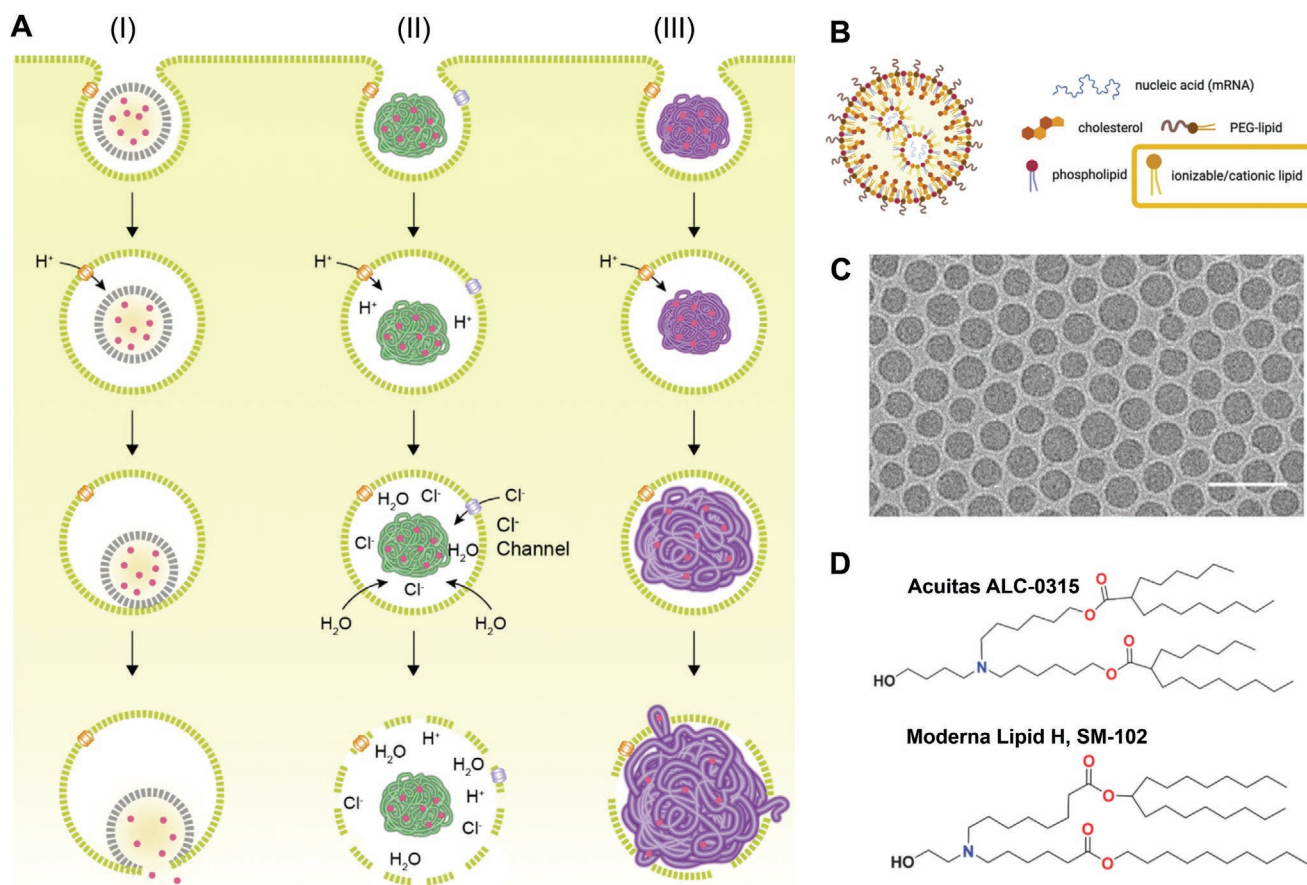 A
(I)
(II)
(III)
H⁺
H⁺
H⁺
H⁺
H⁺
H₂O
Cl⁻
Cl⁻
Cl⁻
Cl⁻
Channel
H₂O
Cl⁻
H₂O
H₂O
H⁺
H₂O
H₂O
Cl⁻
H⁺
Cl⁻
H₂O
B
nucleic acid (mRNA)
cholesterol
PEG-lipid
phospholipid
ionizable/cationic lipid
C
D
Acuitas ALC-0315
O
O
O
O
N
HO
Moderna Lipid H, SM-102
O
O
O
N
O
HO